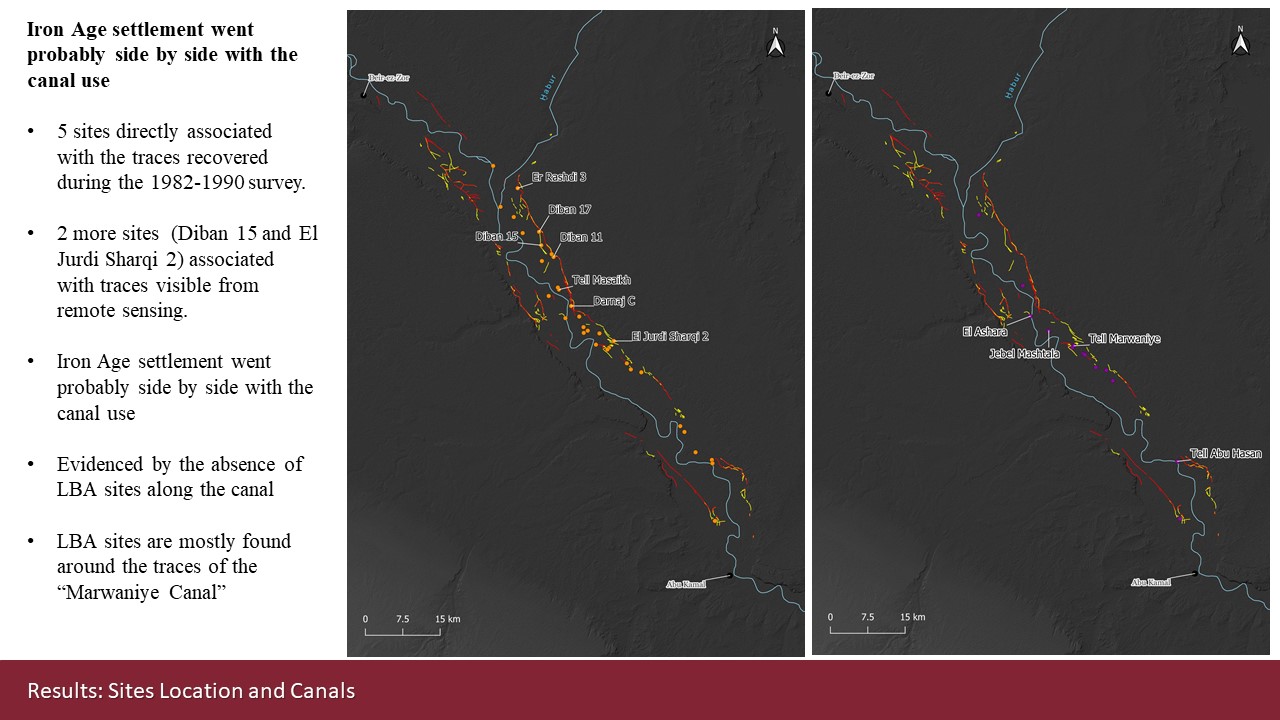 Iron Age settlement went
probably side by side with the
canal use
• 5 sites directly associated
with the traces recovered
during the 1982-1990 survey.
• 2 more sites (Diban 15 and El
Jurdi Sharqi 2) associated
with traces visible from
remote sensing.
• Iron Age settlement went
probably side by side with the
canal use
• Evidenced by the absence of
LBA sites along the canal
• LBA sites are mostly found
around the traces of the
“Marwaniye Canal”
N
Deir-ez-Zor
Habur
Er Rashdi 3
Diban 17
Diban 15
Diban 11
Tell Masaikh
Darnaj C
El Jurdi Sharqi 2
Abu Kamal
0 7.5 15 km
N
Deir-ez-Zor
Habur
El Ashara
Jebel Mashtala
Tell Marwaniye
Tell Abu Hasan
Abu Kamal
0 7.5 15 km
Results: Sites Location and Canals